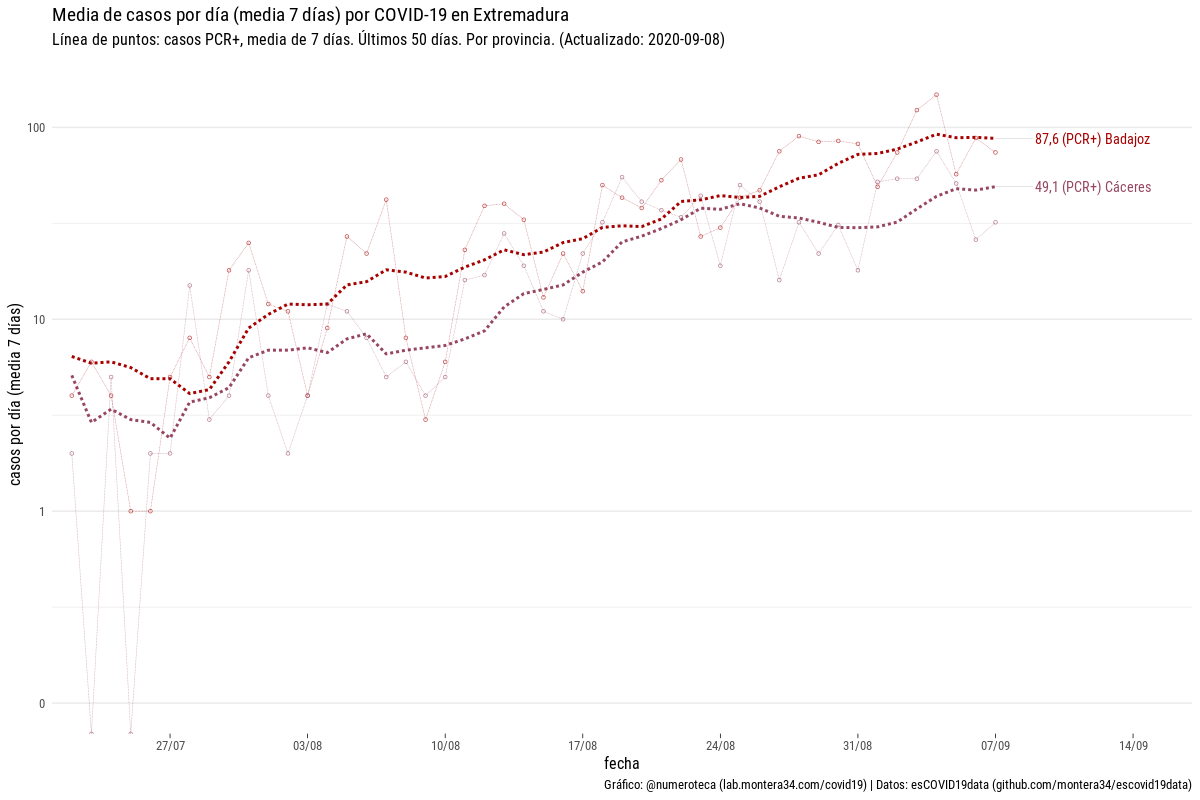 Media de casos por día (media 7 días) por COVID-19 en Extremadura
Línea de puntos: casos PCR+, media de 7 días. Últimos 50 días. Por provincia. (Actualizado: 2020-09-08)
casos por día (media 7 días)
100
10
1
0
87,6 (PCR+) Badajoz
49,1 (PCR+) Cáceres
27/07
03/08
10/08
17/08
24/08
31/08
07/09
14/09
fecha
Gráfico: @numeroteca (lab.montera34.com/covid19) | Datos: esCOVID19data (github.com/montera34/escovid19data)